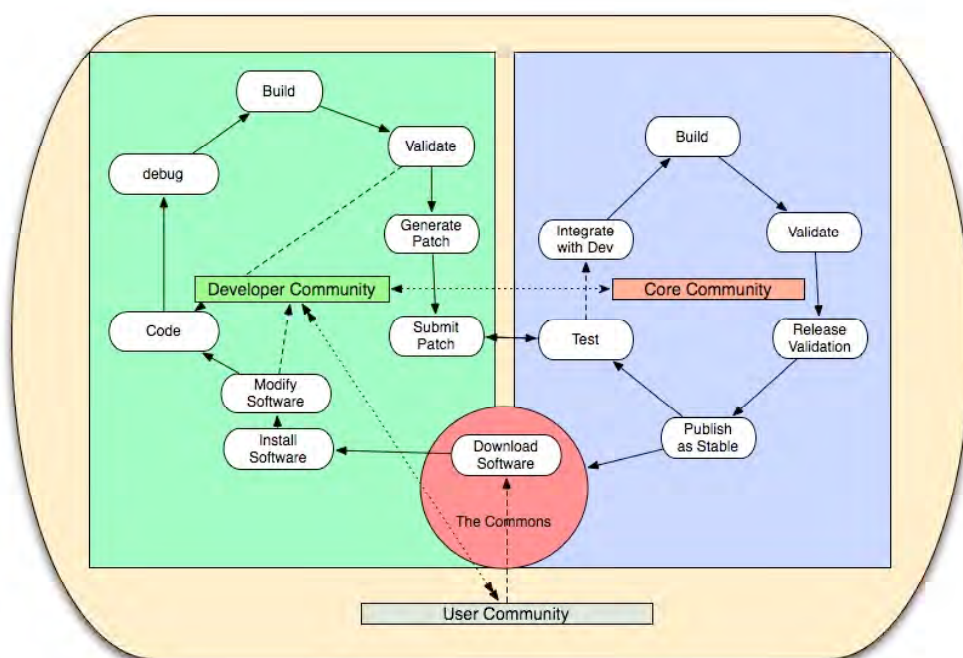 Build
Validate
debug
Generate
Patch
Developer Community
Code
Submit
Patch
Modify
Software
Install
Software
Build
Integrate
with Dev
Validate
Core Community
Test
Release
Validation
Publish
as Stable
Download
Software
The Commons
User Community